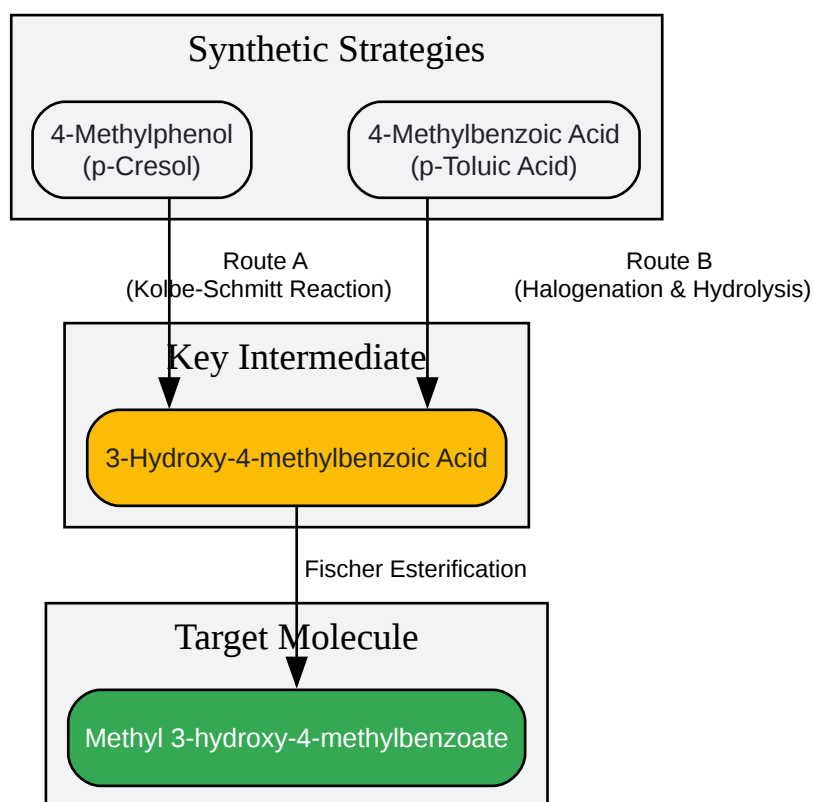 Synthetic Strategies
4-Methylphenol
(p-Cresol)
4-Methylbenzoic Acid
(p-Toluic Acid)
Route A
(Kolbe-Schmitt Reaction)
Route B
(Halogenation & Hydrolysis)
Key Intermediate
3-Hydroxy-4-methylbenzoic Acid
Fischer Esterification
Target Molecule
Methyl 3-hydroxy-4-methylbenzoate